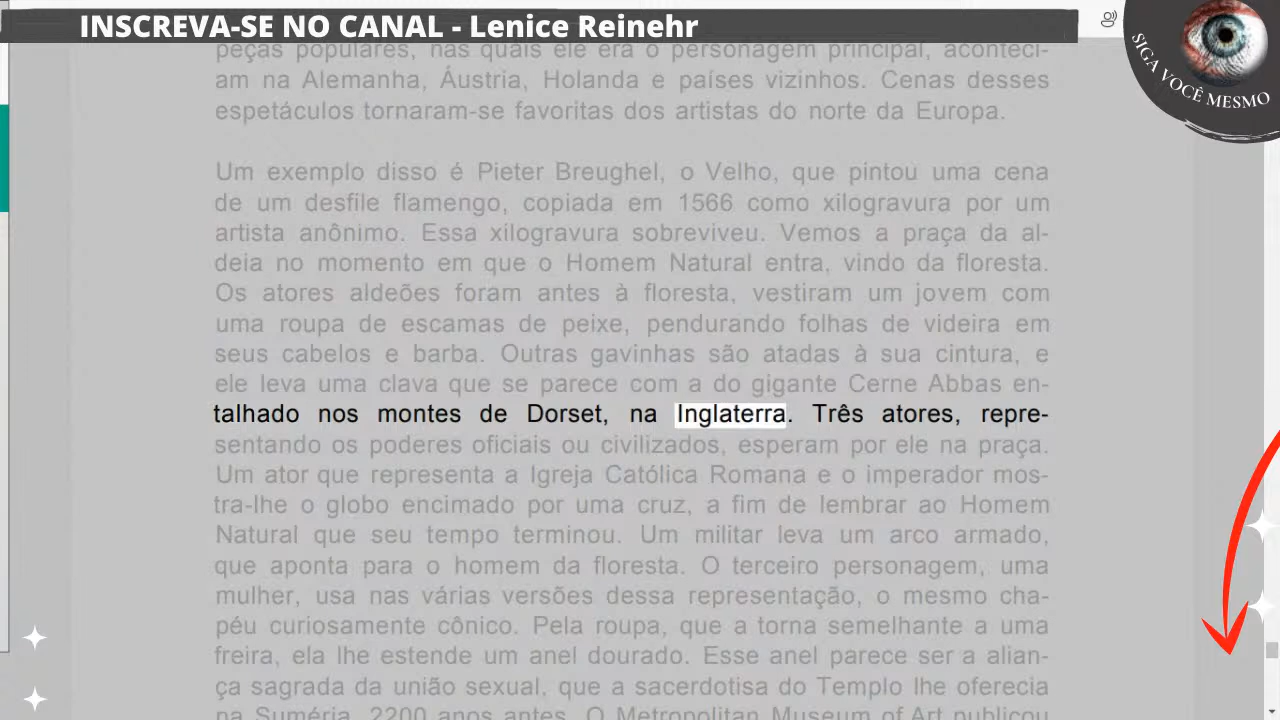 INSCREVA-SE NO CANAL - Lenice Reinehr
SIGA VOCÊ MESMO
peças populares, nas quais ele era o personagem principal, aconteci-
am na Alemanha, Áustria, Holanda e países vizinhos. Cenas desses
espetáculos tornaram-se favoritas dos artistas do norte da Europa.
Um exemplo disso é Pieter Breughel, o Velho, que pintou uma cena
de um desfile flamengo, copiada em 1566 como xilogravura por um
artista anônimo. Essa xilogravura sobreviveu. Vemos a praça da al-
deia no momento em que o Homem Natural entra, vindo da floresta.
Os atores aldeões foram antes à floresta, vestiram um jovem com
uma roupa de escamas de peixe, pendurando folhas de videira em
seus cabelos e barba. Outras gavinhas são atadas à sua cintura, e
ele leva uma clava que se parece com a do gigante Cerne Abbas en-
talhado nos montes de Dorset, na Inglaterra. Três atores, repre-
sentando os poderes oficiais ou civilizados, esperam por ele na praça.
Um ator que representa a Igreja Católica Romana e o imperador mos-
tra-lhe o globo encimado por uma cruz, a fim de lembrar ao Homem
Natural que seu tempo terminou. Um militar leva um arco armado,
que aponta para o homem da floresta. O terceiro personagem, uma
mulher, usa nas várias versões dessa representação, o mesmo cha-
péu curiosamente cônico. Pela roupa, que a torna semelhante a uma
freira, ela lhe estende um anel dourado. Esse anel parece ser a alian-
ça sagrada da união sexual, que a sacerdotisa do Templo lhe oferecia
na Suméria, 2200 anos antes. O Metropolitan Museum of Art publicou